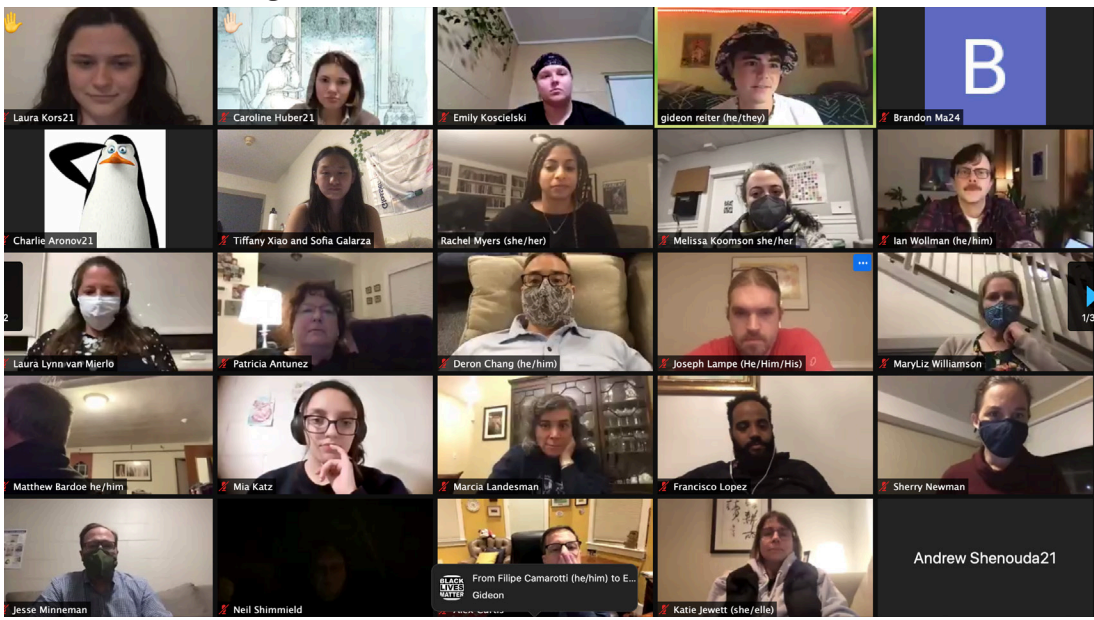 Laura Kors21
Caroline Huber21
Emily Koscielski
gideon reiter (he/they)
B
Brandon Ma24
Charlie Aronov21
Tiffany Xiao and Sofia Galarza
Rachel Myers (she/her)
Melissa Koomson she/her
Ian Wollman (he/him)
2
Laura Lynn van Mierlo
Patricia Antunez
Deron Chang (he/him)
Joseph Lampe (He/Him/His)
MaryLiz Williamson
1/3
Matthew Bardoe he/him
Mia Katz
Marcia Landesman
Francisco Lopez
Sherry Newman
Jesse Minneman
Neil Shimmield
BLACK
LIVES
MATTER
From Filipe Camarotti (he/him) to E...
Gideon
Katie Jewett (she/elle)
Andrew Shenouda21